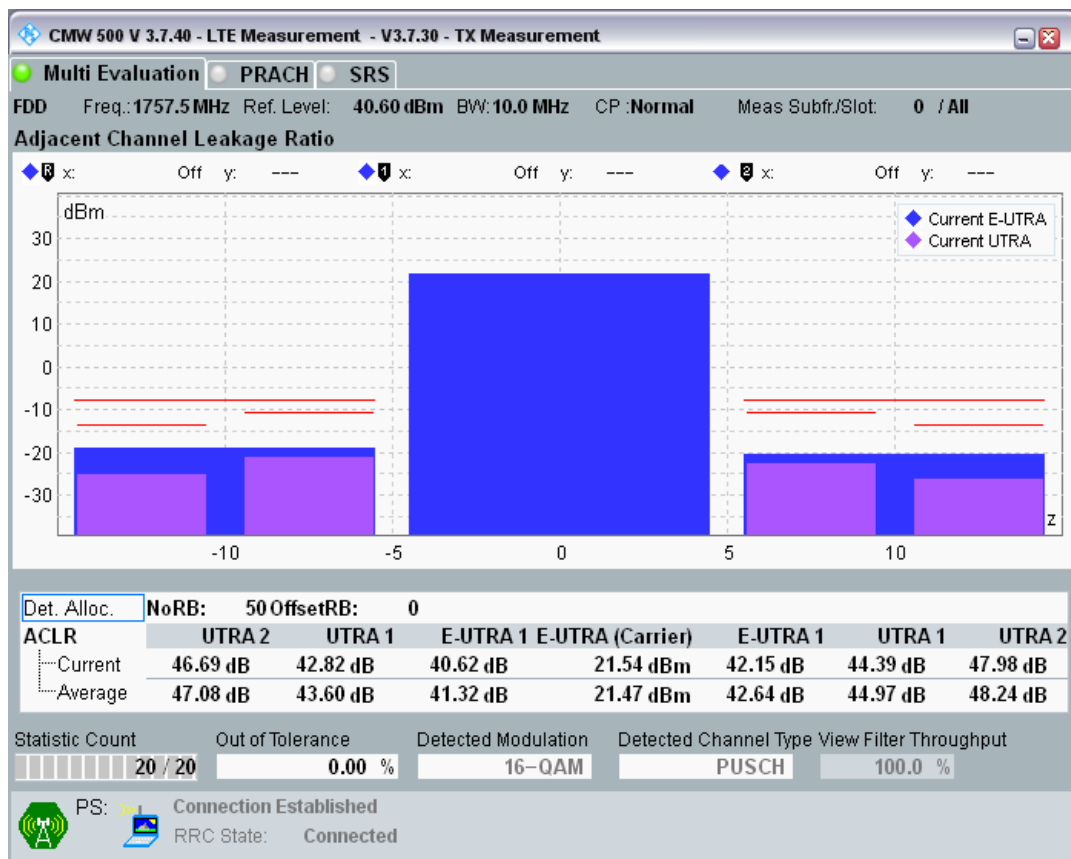 CMW 500 V 3.7.40 - LTE Measurement - V3.7.30 - TX Measurement
Multi Evaluation PRACH SRS
FDD Freq.:1757.5 MHz Ref. Level: 40.60 dBm BW: 10.0 MHz CP :Normal Meas Subfr./Slot: 0 / All
Adjacent Channel Leakage Ratio
R x: Off y: --- 1 x: Off y: --- 2 x: Off y: ---
dBm
Current E-UTRA
Current UTRA
30
20
10
0
-10
-20
-30
z
-10 -5 0 5 10
Det. Alloc. NoRB: 50 OffsetRB: 0
ACLR UTRA 2 UTRA 1 E-UTRA 1 E-UTRA (Carrier) E-UTRA 1 UTRA 1 UTRA 2
Current 46.69 dB 42.82 dB 40.62 dB 21.54 dBm 42.15 dB 44.39 dB 47.98 dB
Average 47.08 dB 43.60 dB 41.32 dB 21.47 dBm 42.64 dB 44.97 dB 48.24 dB
Statistic Count Out of Tolerance Detected Modulation Detected Channel Type View Filter Throughput
20 / 20 0.00 % 16-QAM PUSCH 100.0 %
PS: Connection Established
RRC State: Connected